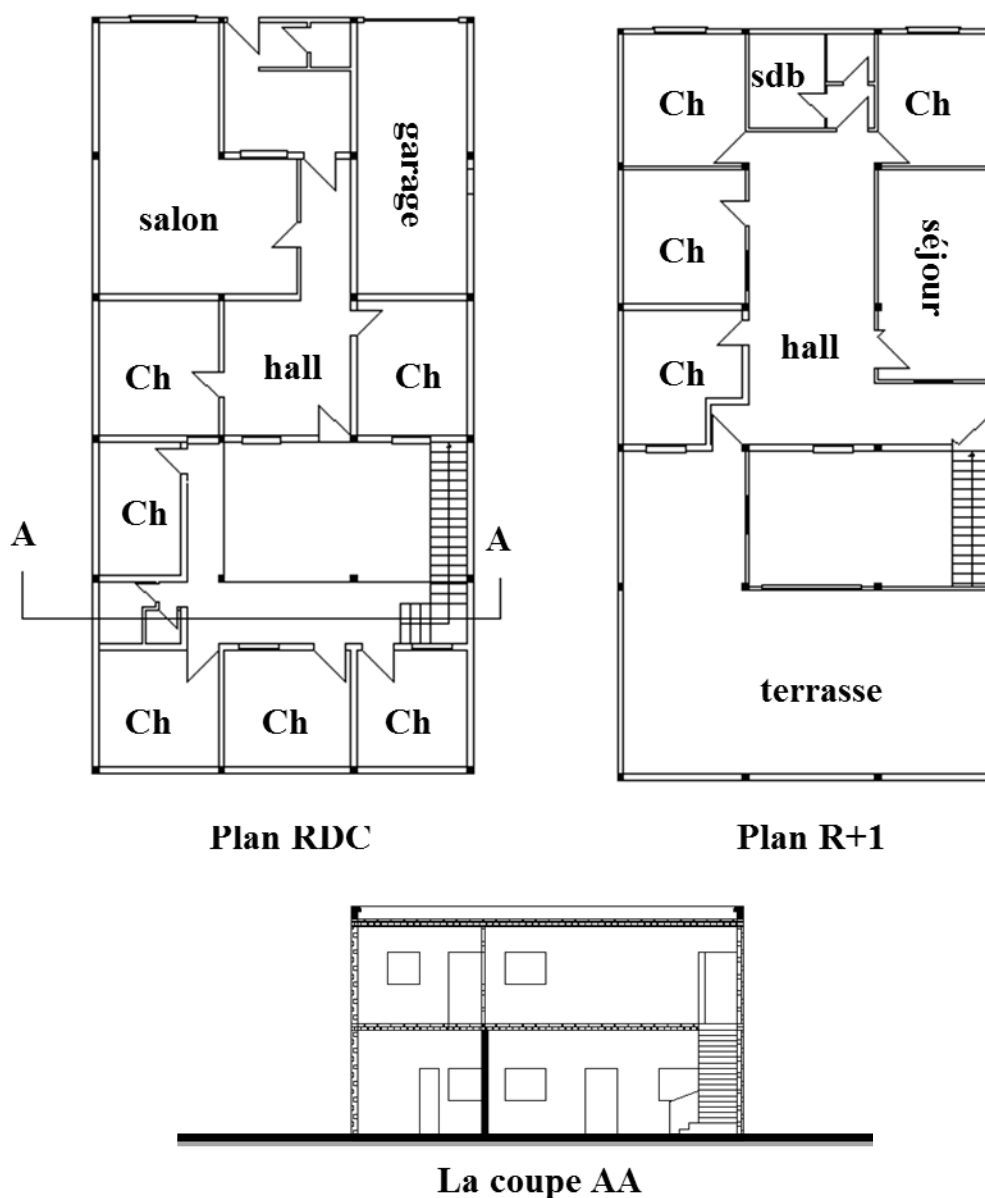 salon
garage
Ch
hall
Ch
Ch
A
A
Ch
Ch
Ch
Plan RDC
Ch
sdb
Ch
Ch
séjour
Ch
hall
terrasse
Plan R+1
La coupe AA